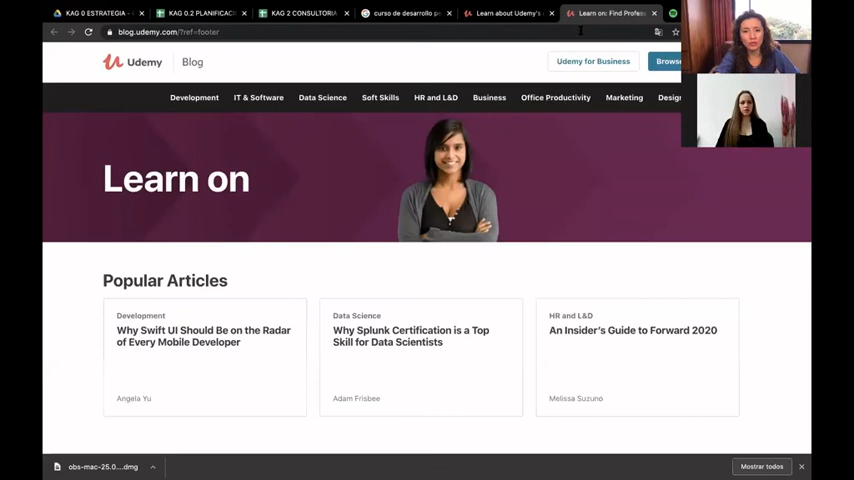 KAG 0 ESTRATEGIA -
KAG 0.2 PLANIFICACI
KAG 2 CONSULTORIA
curso de desarrollo pe
Learn about Udemy's
Learn on: Find Profess
blog.udemy.com/?ref=footer
Udemy Blog
Udemy for Business
Brows
Development IT & Software Data Science Soft Skills HR and L&D Business Office Productivity Marketing Design
Learn on
Popular Articles
Development
Why Swift UI Should Be on the Radar
of Every Mobile Developer
Angela Yu
Data Science
Why Splunk Certification is a Top
Skill for Data Scientists
Adam Frisbee
HR and L&D
An Insider's Guide to Forward 2020
Melissa Suzuno
obs-mac-25.0....dmg
Mostrar todos